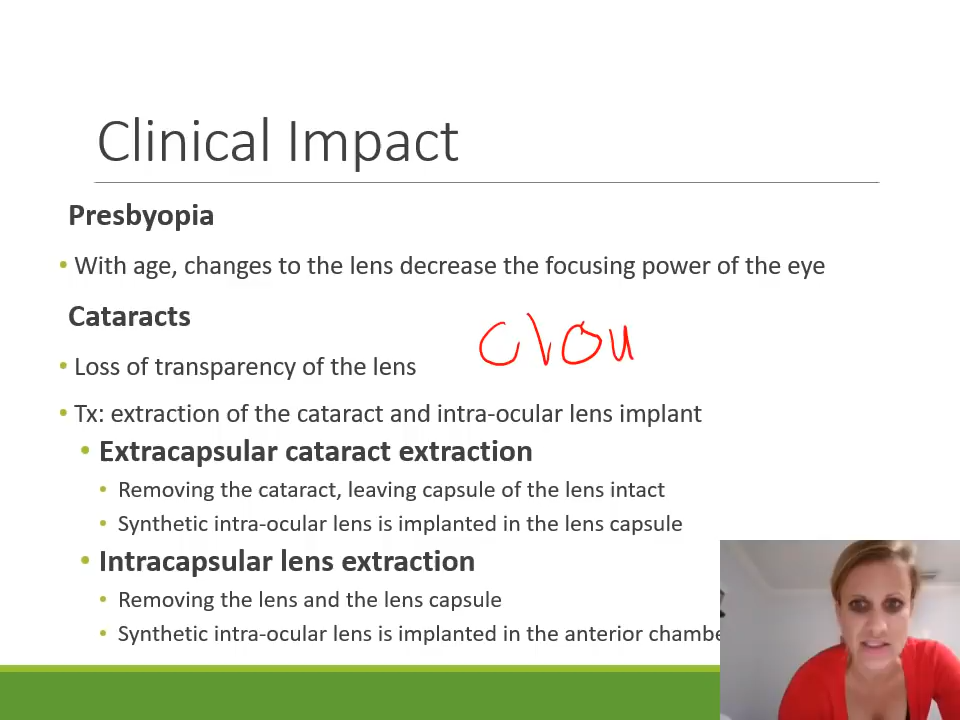 Clinical Impact
Presbyopia
• With age, changes to the lens decrease the focusing power of the eye
Cataracts
clou
• Loss of transparency of the lens
• Tx: extraction of the cataract and intra-ocular lens implant
• Extracapsular cataract extraction
• Removing the cataract, leaving capsule of the lens intact
• Synthetic intra-ocular lens is implanted in the lens capsule
• Intracapsular lens extraction
• Removing the lens and the lens capsule
• Synthetic intra-ocular lens is implanted in the anterior chambe